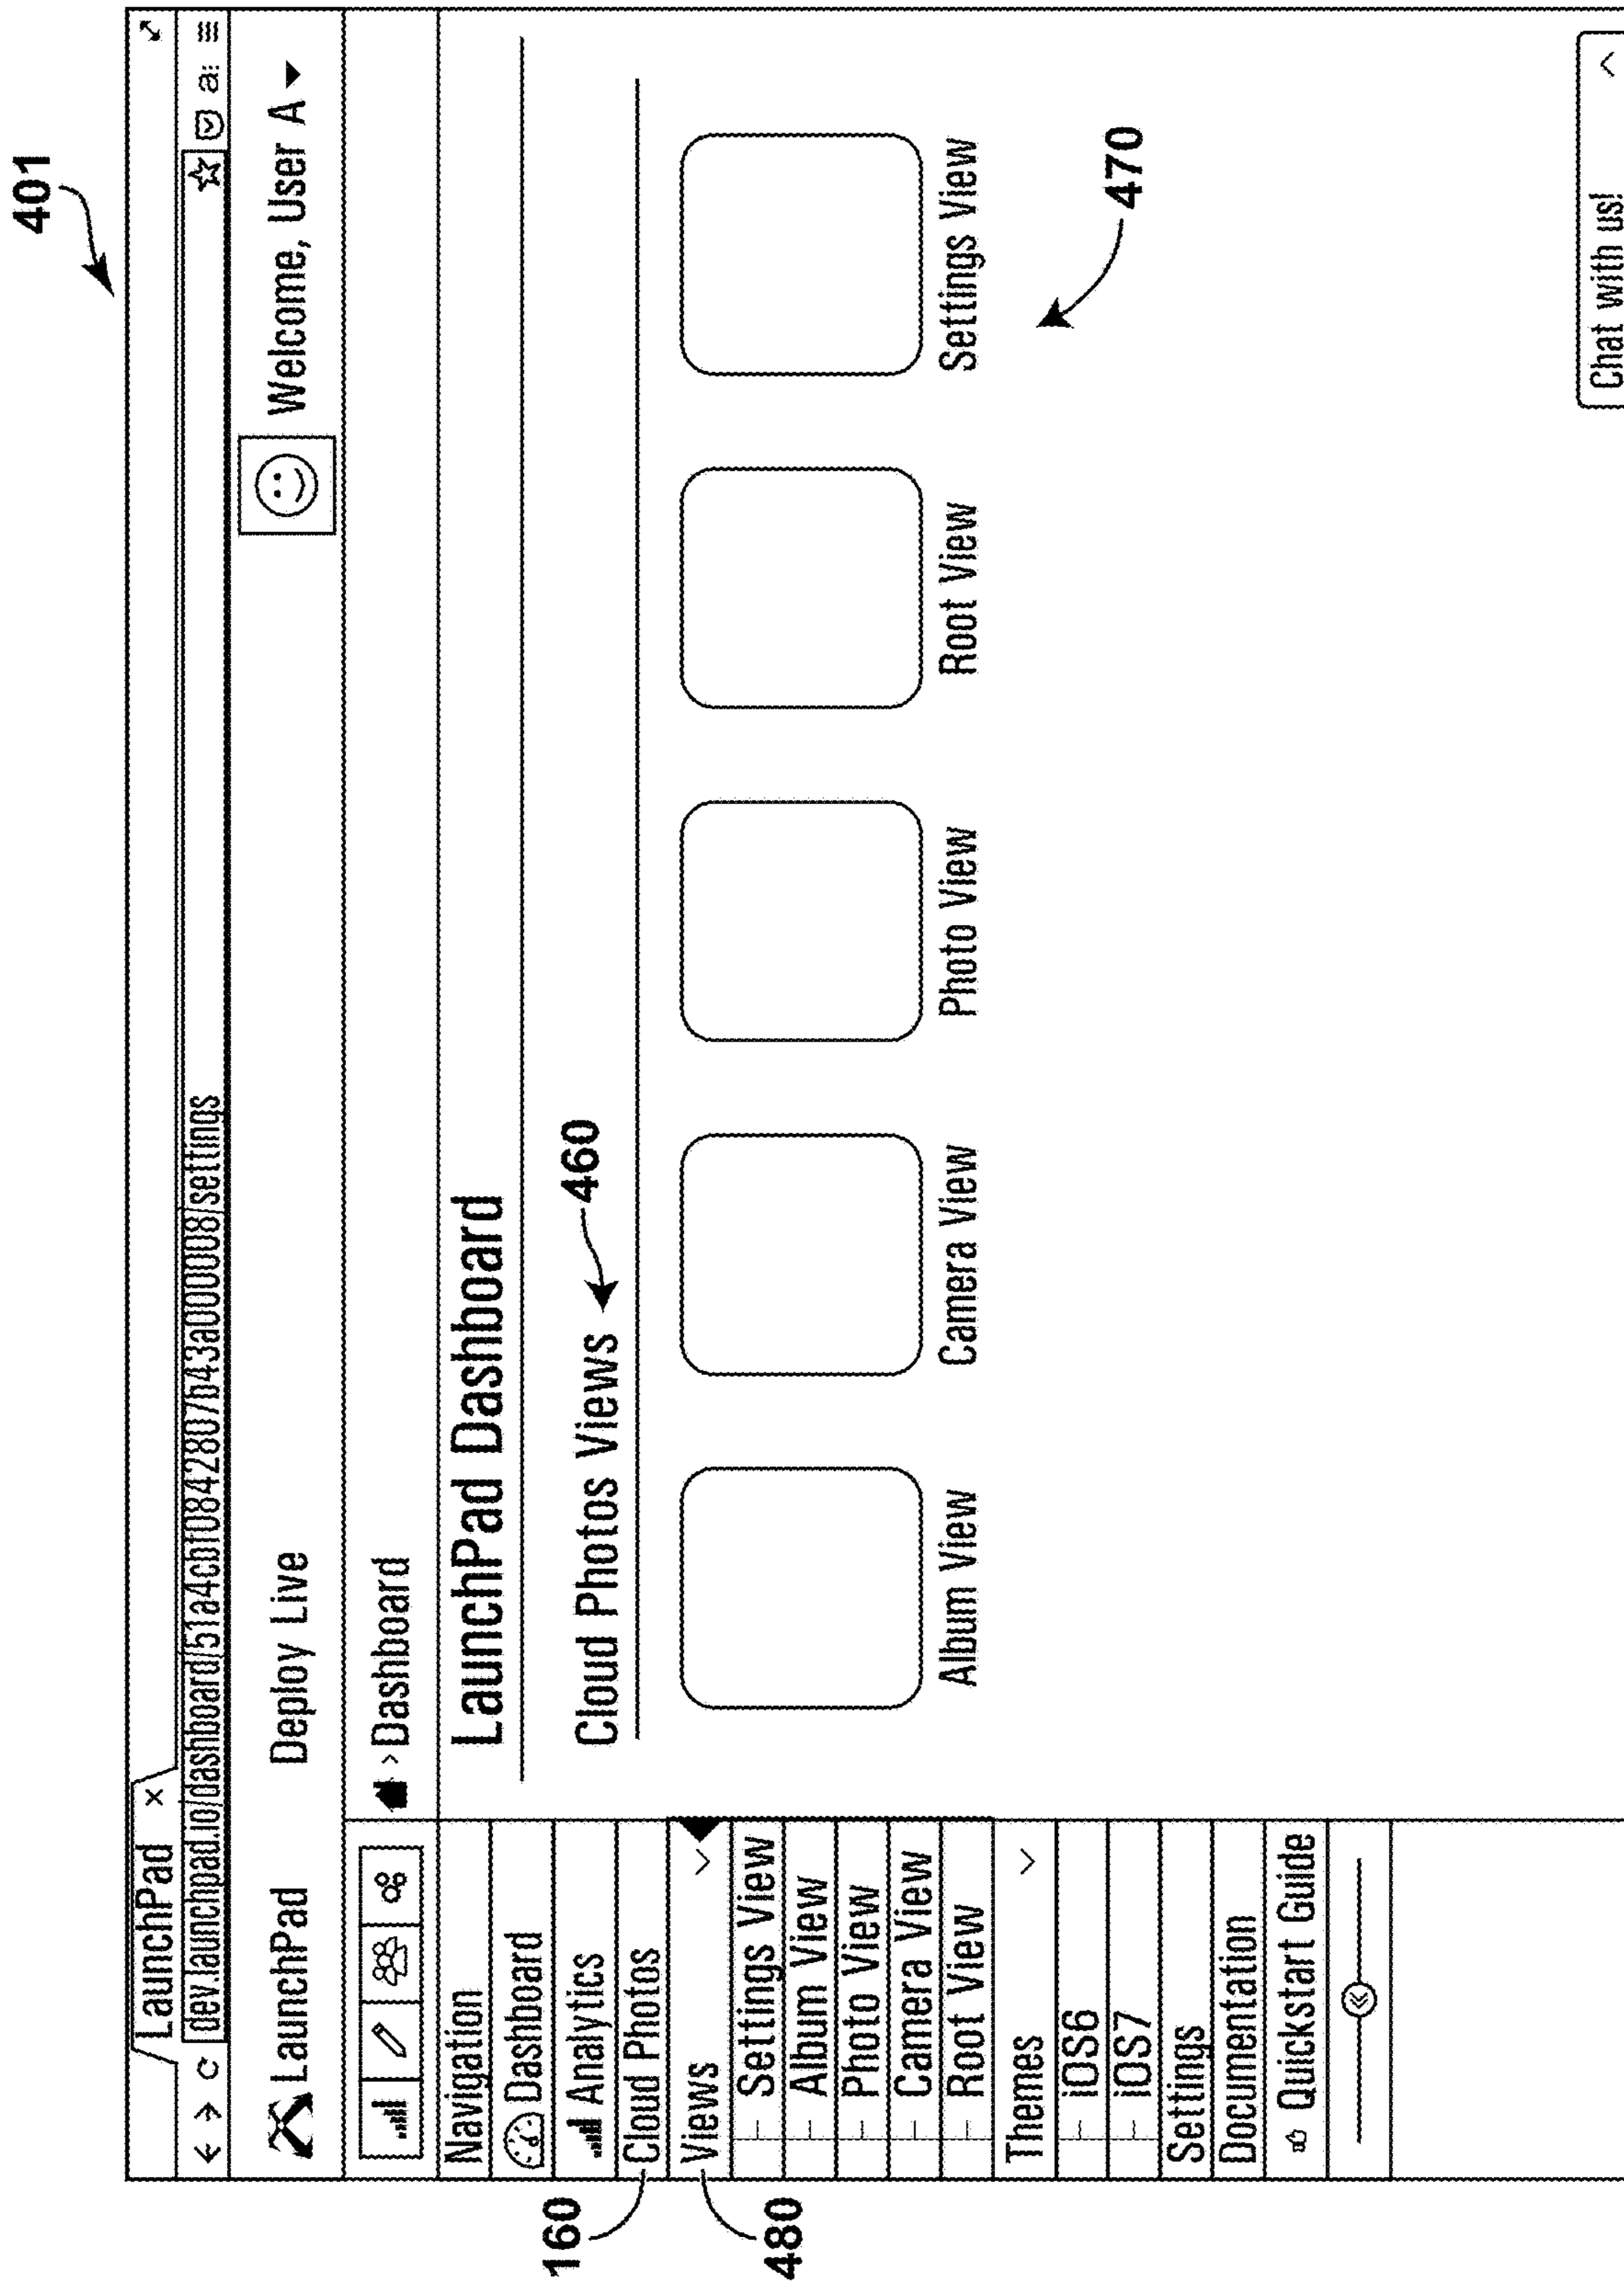 401
LaunchPad x
dev.launchpad.io/dashboard/51a4cbf0842807b43a000008/settings
a:
LaunchPad Deploy Live Welcome, User A
> Dashboard
Navigation
Dashboard
Analytics
160 Cloud Photos
480 Views
Settings View
Album View
Photo View
Camera View
Root View
Themes
iOS6
iOS7
Settings
Documentation
Quickstart Guide
LaunchPad Dashboard
Cloud Photos Views 460
Album View Camera View Photo View Root View Settings View
470
Chat with us!